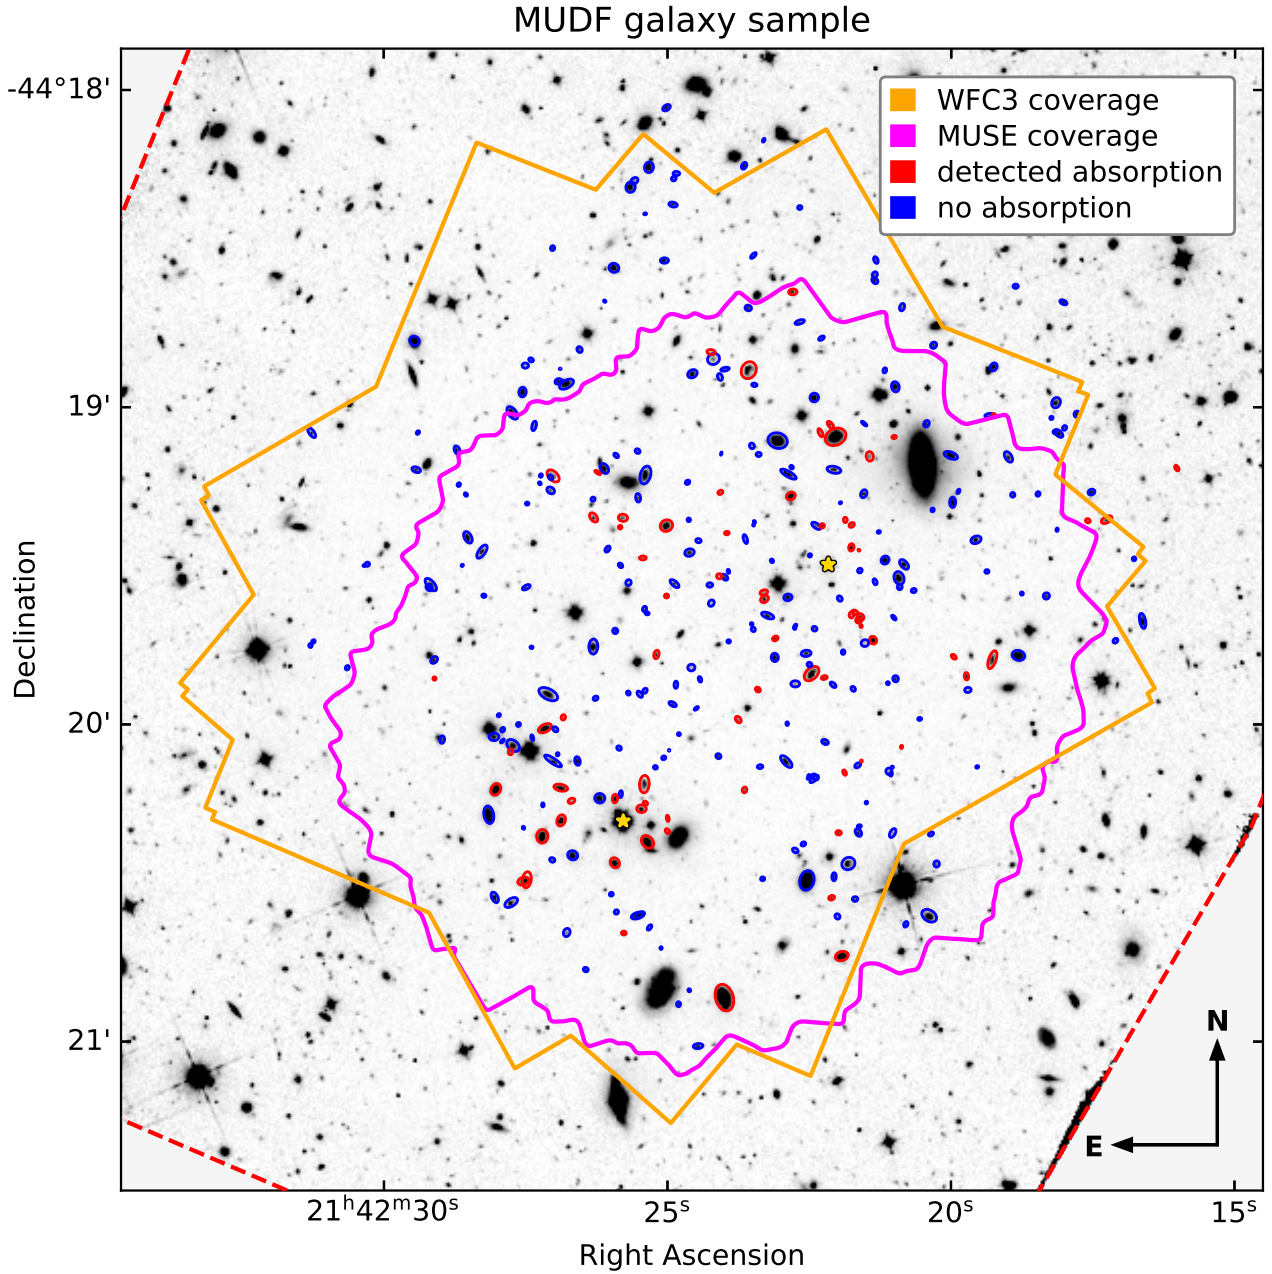 MUDF galaxy sample
WFC3 coverage
MUSE coverage
detected absorption
no absorption
-44°18'
19'
20'
21'
Declination
N
E
21ʰ42ᵐ30ˢ
25ˢ
20ˢ
15ˢ
Right Ascension